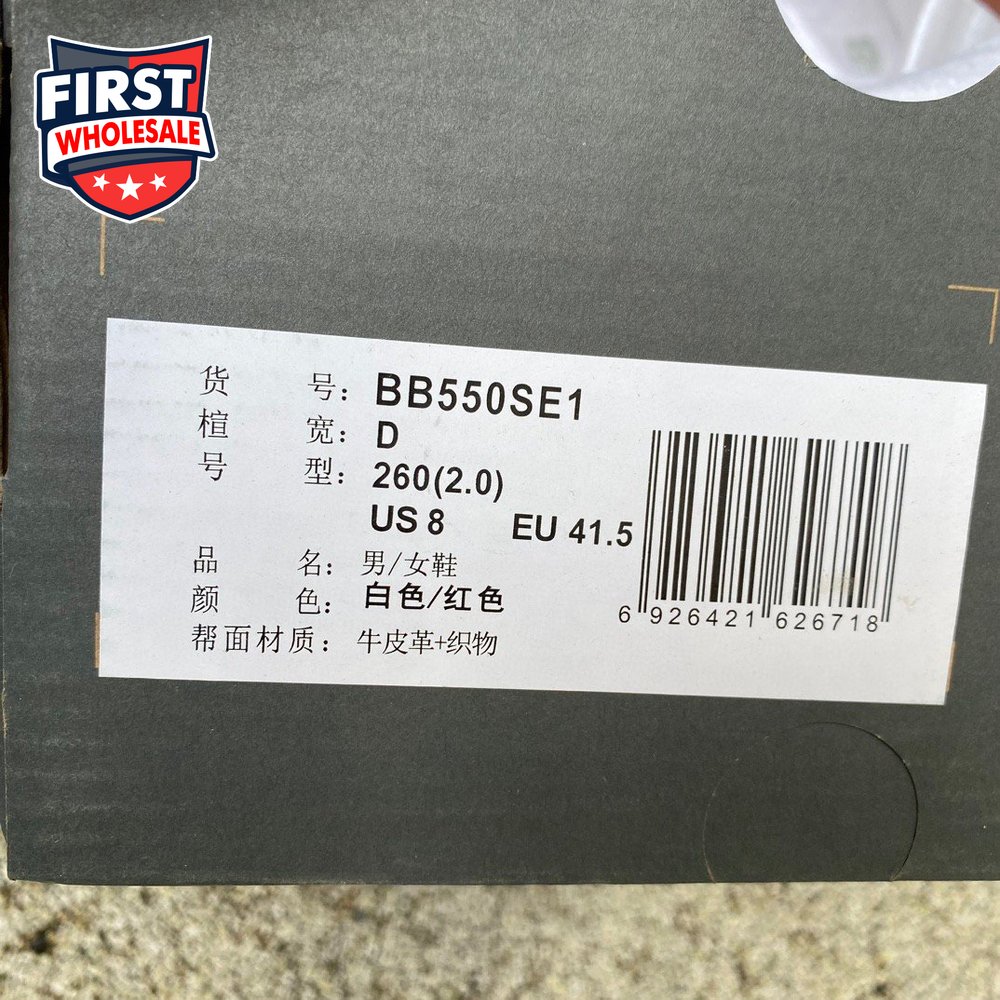 FIRST
WHOLESALE
货 号: BB550SE1
楦 宽: D
号 型: 260(2.0)
US 8 EU 41.5
品 名: 男/女鞋
颜 色: 白色/红色
帮面材质: 牛皮革+织物
6 926421 626718